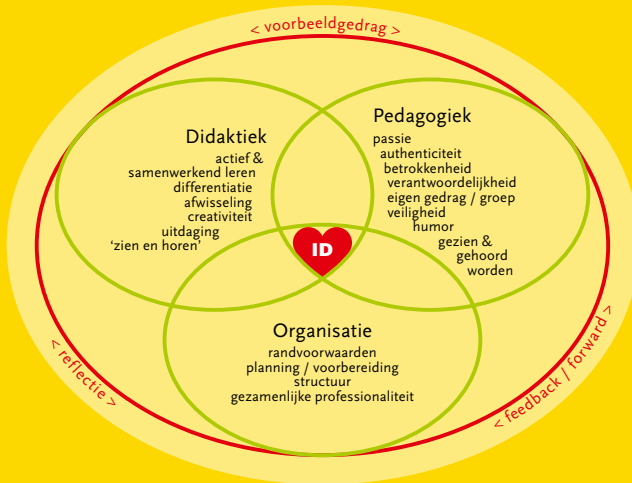 < voorbeeldgedrag >
Didaktiek
actief &
samenwerkend leren
differentiatie
afwisseling
creativiteit
uitdaging
‘zien en horen’
Pedagogiek
passie
authenticiteit
betrokkenheid
verantwoordelijkheid
eigen gedrag / groep
veiligheid
humor
gezien &
gehoord
worden
ID
Organisatie
randvoorwaarden
planning / voorbereiding
structuur
gezamenlijke professionaliteit
< reflectie >
< feedback / forward >